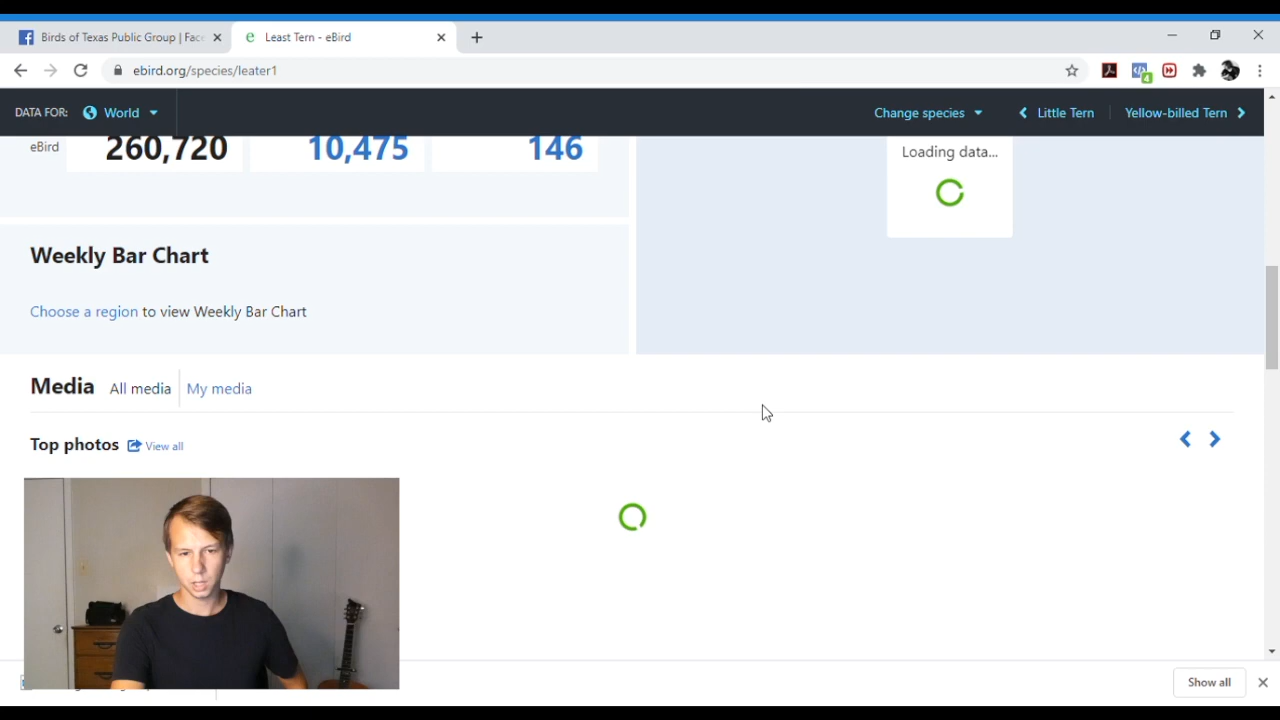 Birds of Texas Public Group | Face
Least Tern - eBird
ebird.org/species/leater1
4
DATA FOR: World
Change species
Little Tern
Yellow-billed Tern
eBird
260,720
10,475
146
Loading data...
Weekly Bar Chart
Choose a region to view Weekly Bar Chart
Media All media My media
Top photos View all
Show all